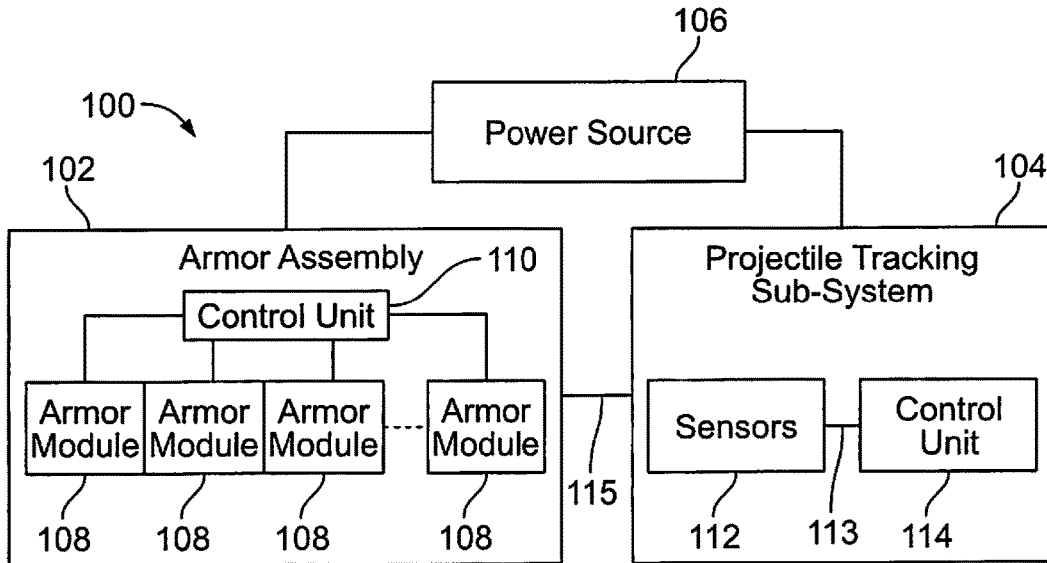 106
100
Power Source
102
104
Armor Assembly
110
Projectile Tracking
Sub-System
Control Unit
Armor
Module
Armor
Module
Armor
Module
Armor
Module
Sensors
Control
Unit
115
108
108
108
108
112
113
114